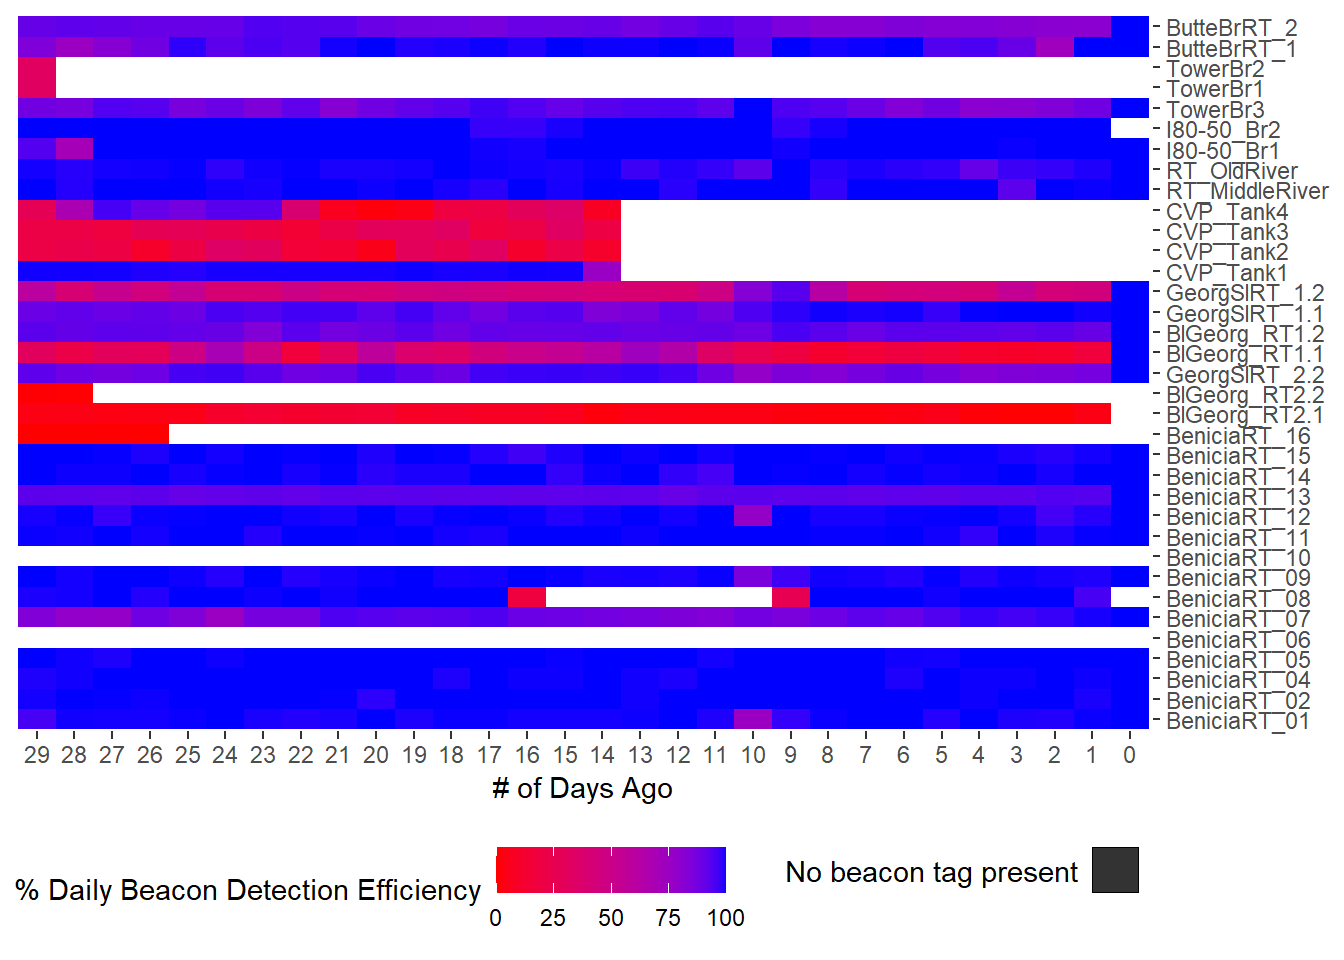 ButteBrRT_2
ButteBrRT_1
TowerBr2
TowerBr1
TowerBr3
I80-50_Br2
I80-50_Br1
RT_OldRiver
RT_MiddleRiver
CVP_Tank4
CVP_Tank3
CVP_Tank2
CVP_Tank1
GeorgSlRT_1.2
GeorgSlRT_1.1
BlGeorg_RT1.2
BlGeorg_RT1.1
GeorgSlRT_2.2
BlGeorg_RT2.2
BlGeorg_RT2.1
BeniciaRT_16
BeniciaRT_15
BeniciaRT_14
BeniciaRT_13
BeniciaRT_12
BeniciaRT_11
BeniciaRT_10
BeniciaRT_09
BeniciaRT_08
BeniciaRT_07
BeniciaRT_06
BeniciaRT_05
BeniciaRT_04
BeniciaRT_02
BeniciaRT_01
29 28 27 26 25 24 23 22 21 20 19 18 17 16 15 14 13 12 11 10 9 8 7 6 5 4 3 2 1 0
# of Days Ago
% Daily Beacon Detection Efficiency
0 25 50 75 100
No beacon tag present